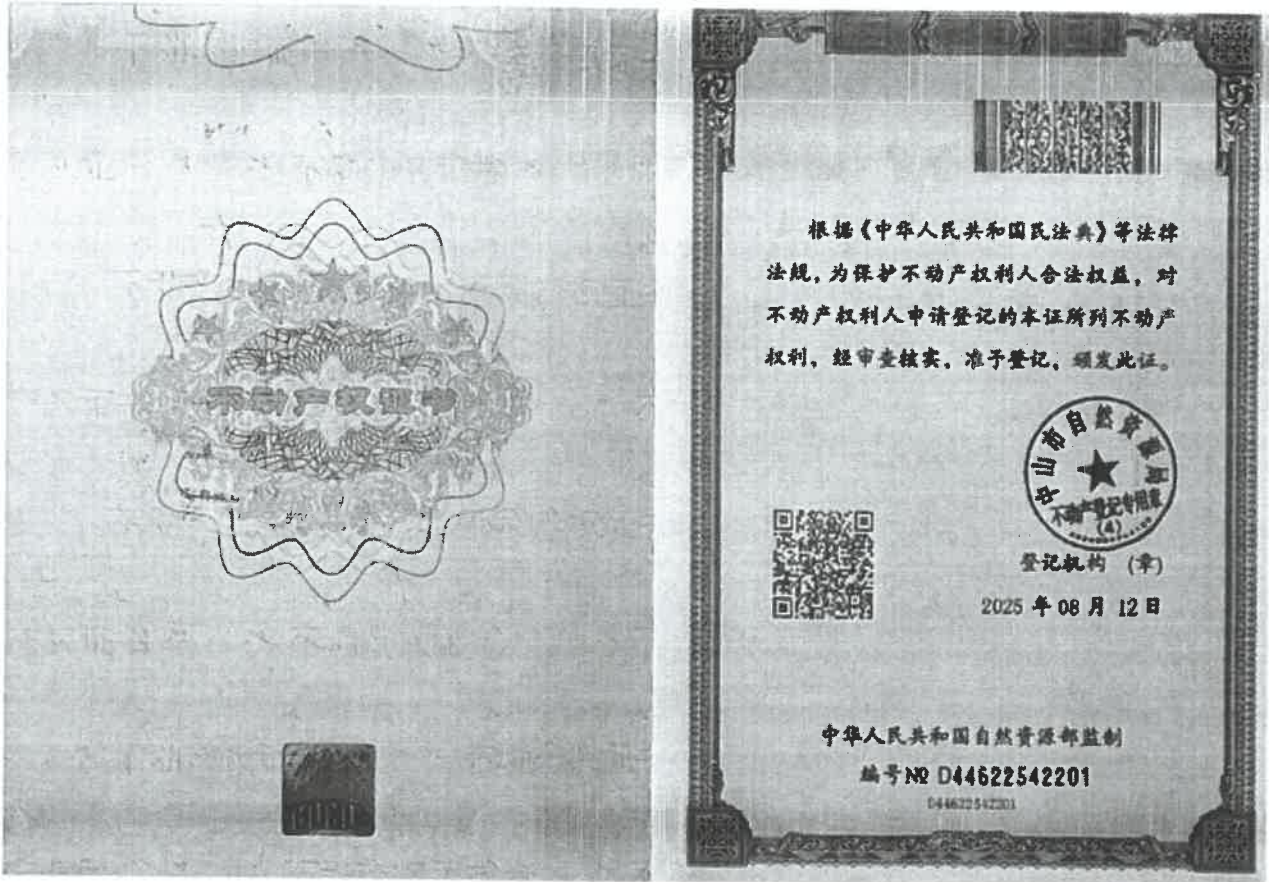 不动产权证书
根据《中华人民共和国民法典》等法律
法规，为保护不动产权利人合法权益，对
不动产权利人申请登记的本证所列不动产
权利，经审查核实，准予登记，颁发此证。
中山市自然资源局
不动产登记专用章
(4)
登记机构 (章)
2025 年 08 月 12 日
中华人民共和国自然资源部监制
编号№ D44622542201
D44622542201